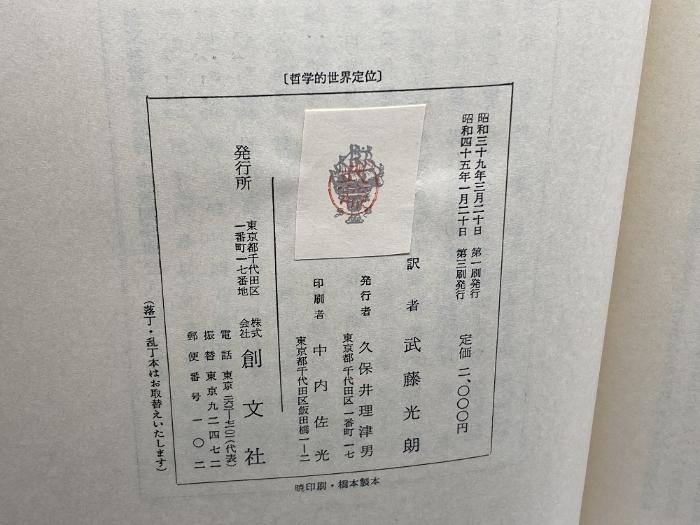 〔哲学的世界定位〕
昭和三十九年三月二十日　第一刷発行
昭和四十五年一月二十日　第三刷発行
定価 二、〇〇〇円
訳者　武藤光朗
発行者　久保井理津男
東京都千代田区一番町一七
印刷者　中内佐光
東京都千代田区飯田橋一―二
発行所
東京都千代田区
一番町一七番地
株式会社　創文社
振替東京九二四七二
郵便番号一〇二
(落丁・乱丁本はお取替えいたします)
暁印刷・橋本製本